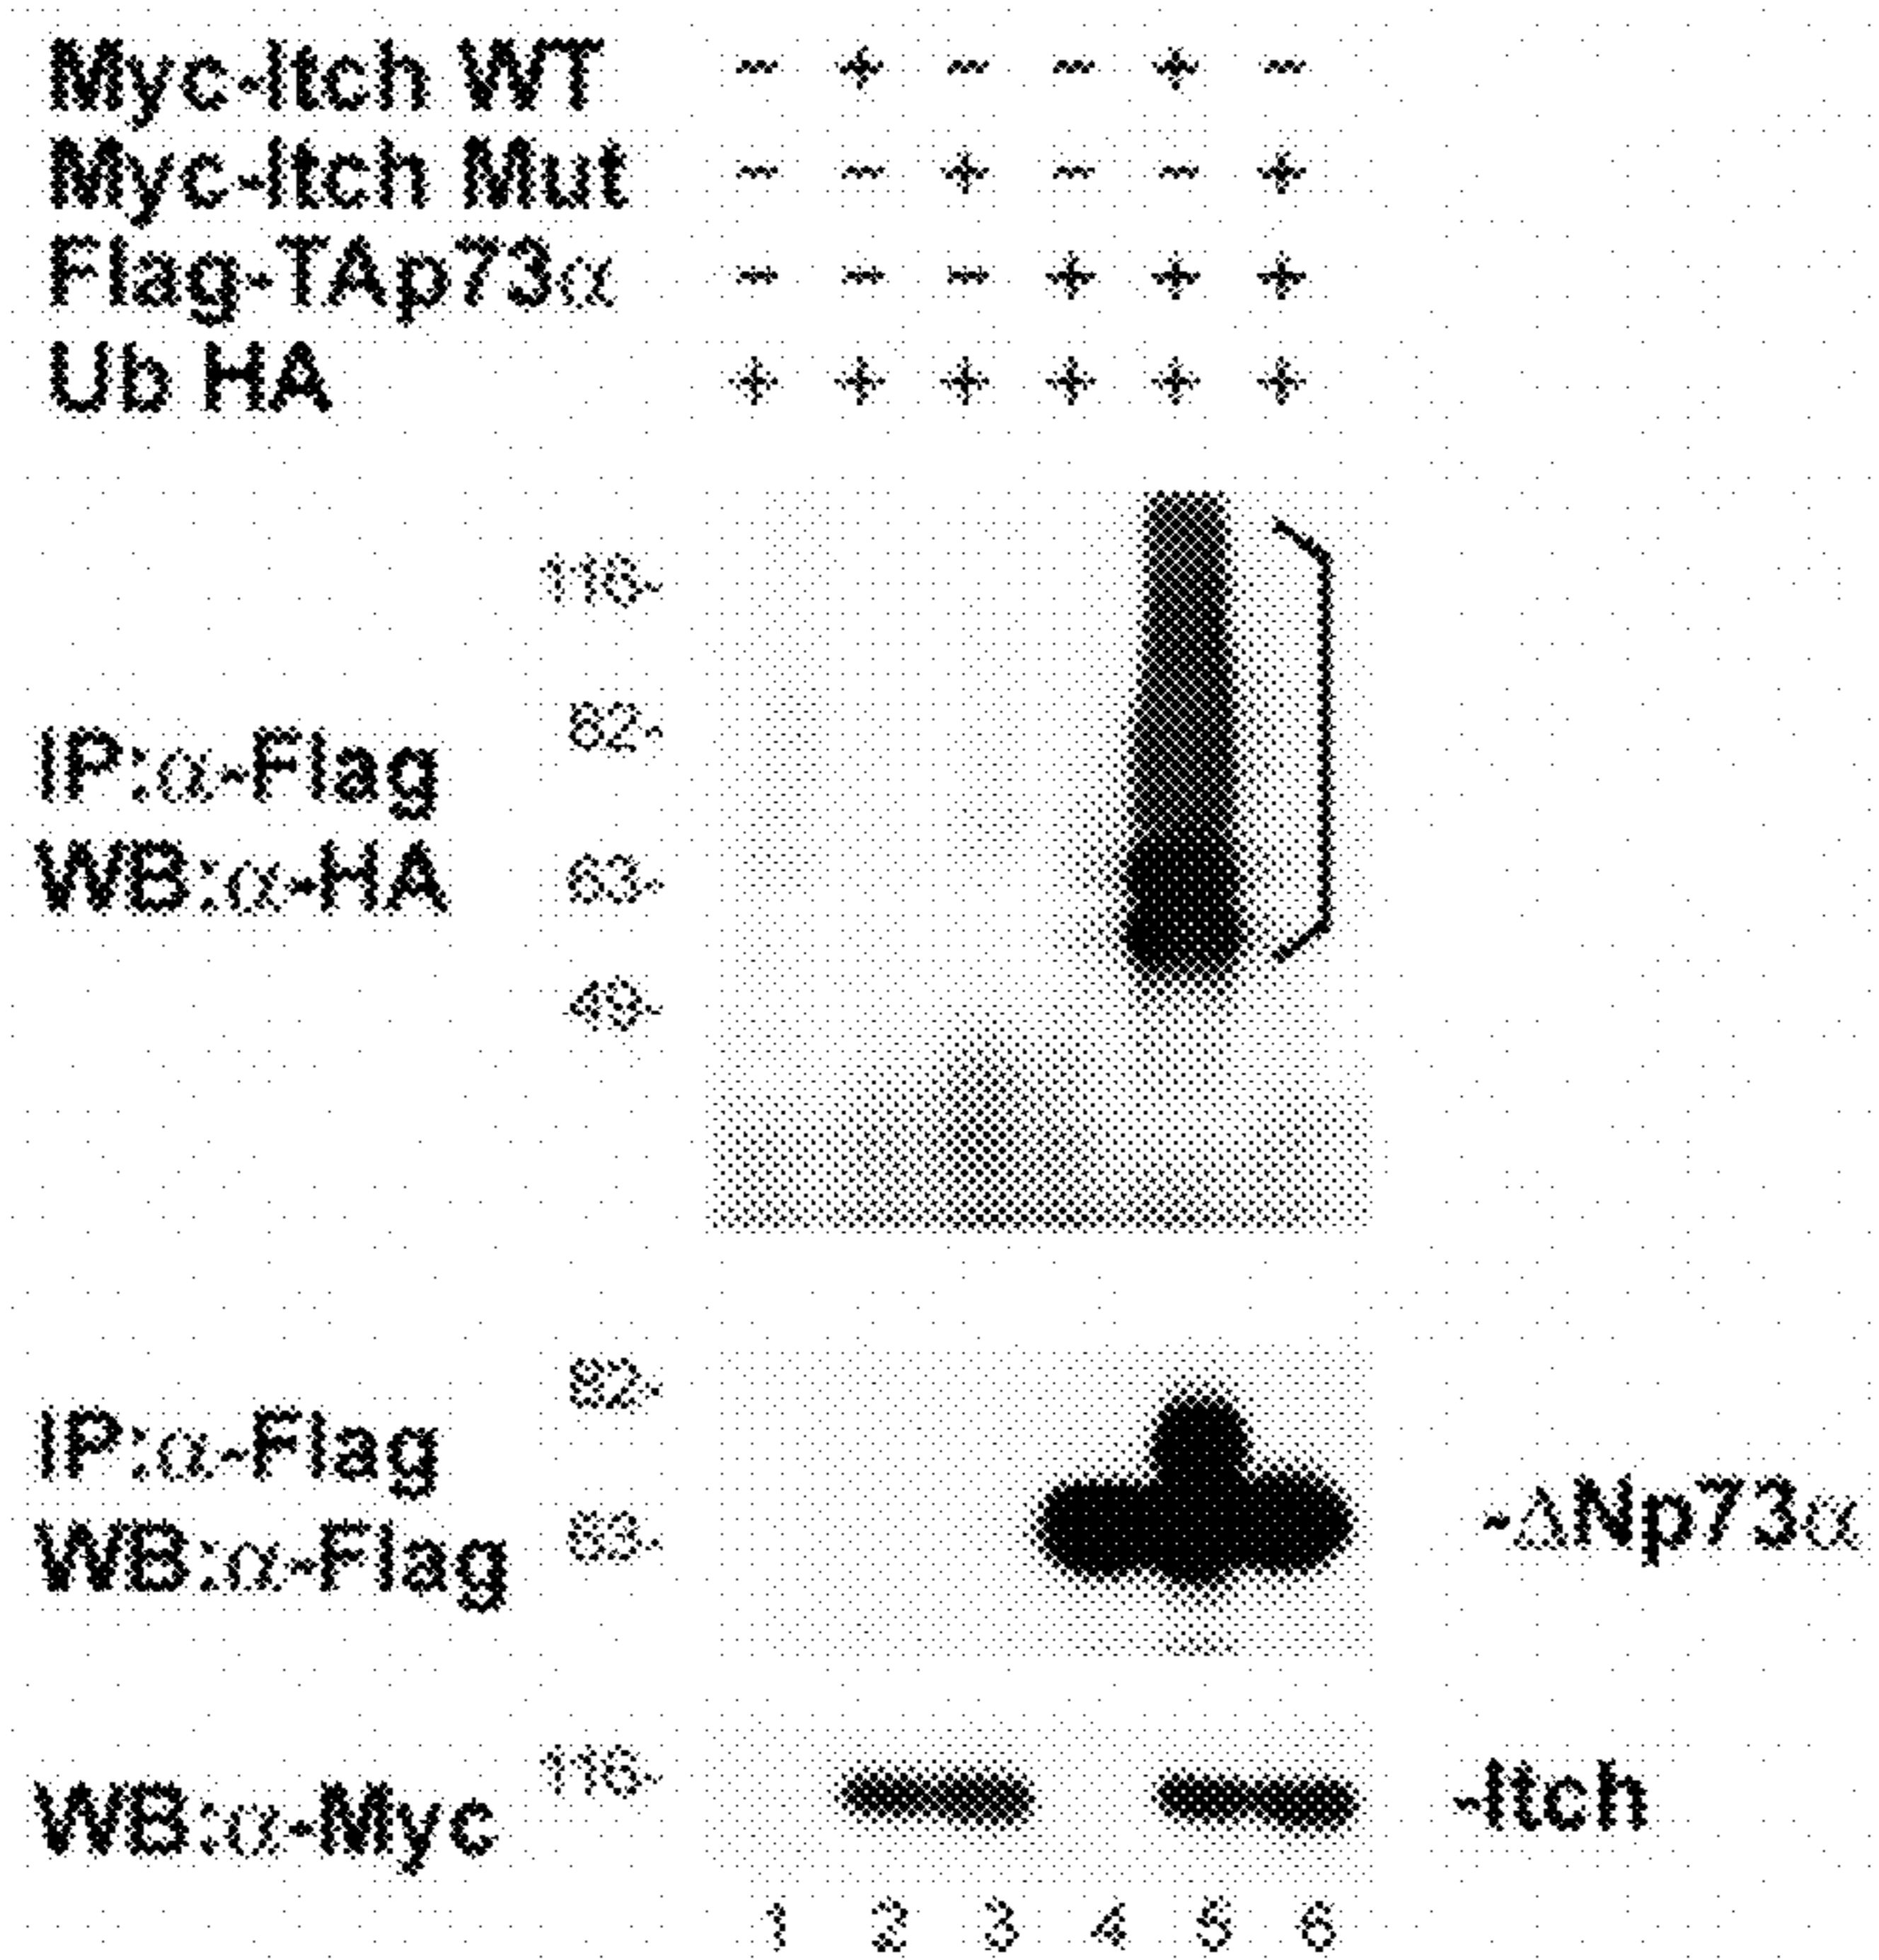 Myc-Itch WT - + - - + -
Myc-Itch Mut - - + - - +
Flag-TAp73α - - - + + +
Ub HA + + + + + +
116-
82-
IP:α-Flag
WB:α-HA
63-
49-
82-
IP:α-Flag
WB:α-Flag
63-
-ΔNp73α
116-
WB:α-Myc
-Itch
1 2 3 4 5 6